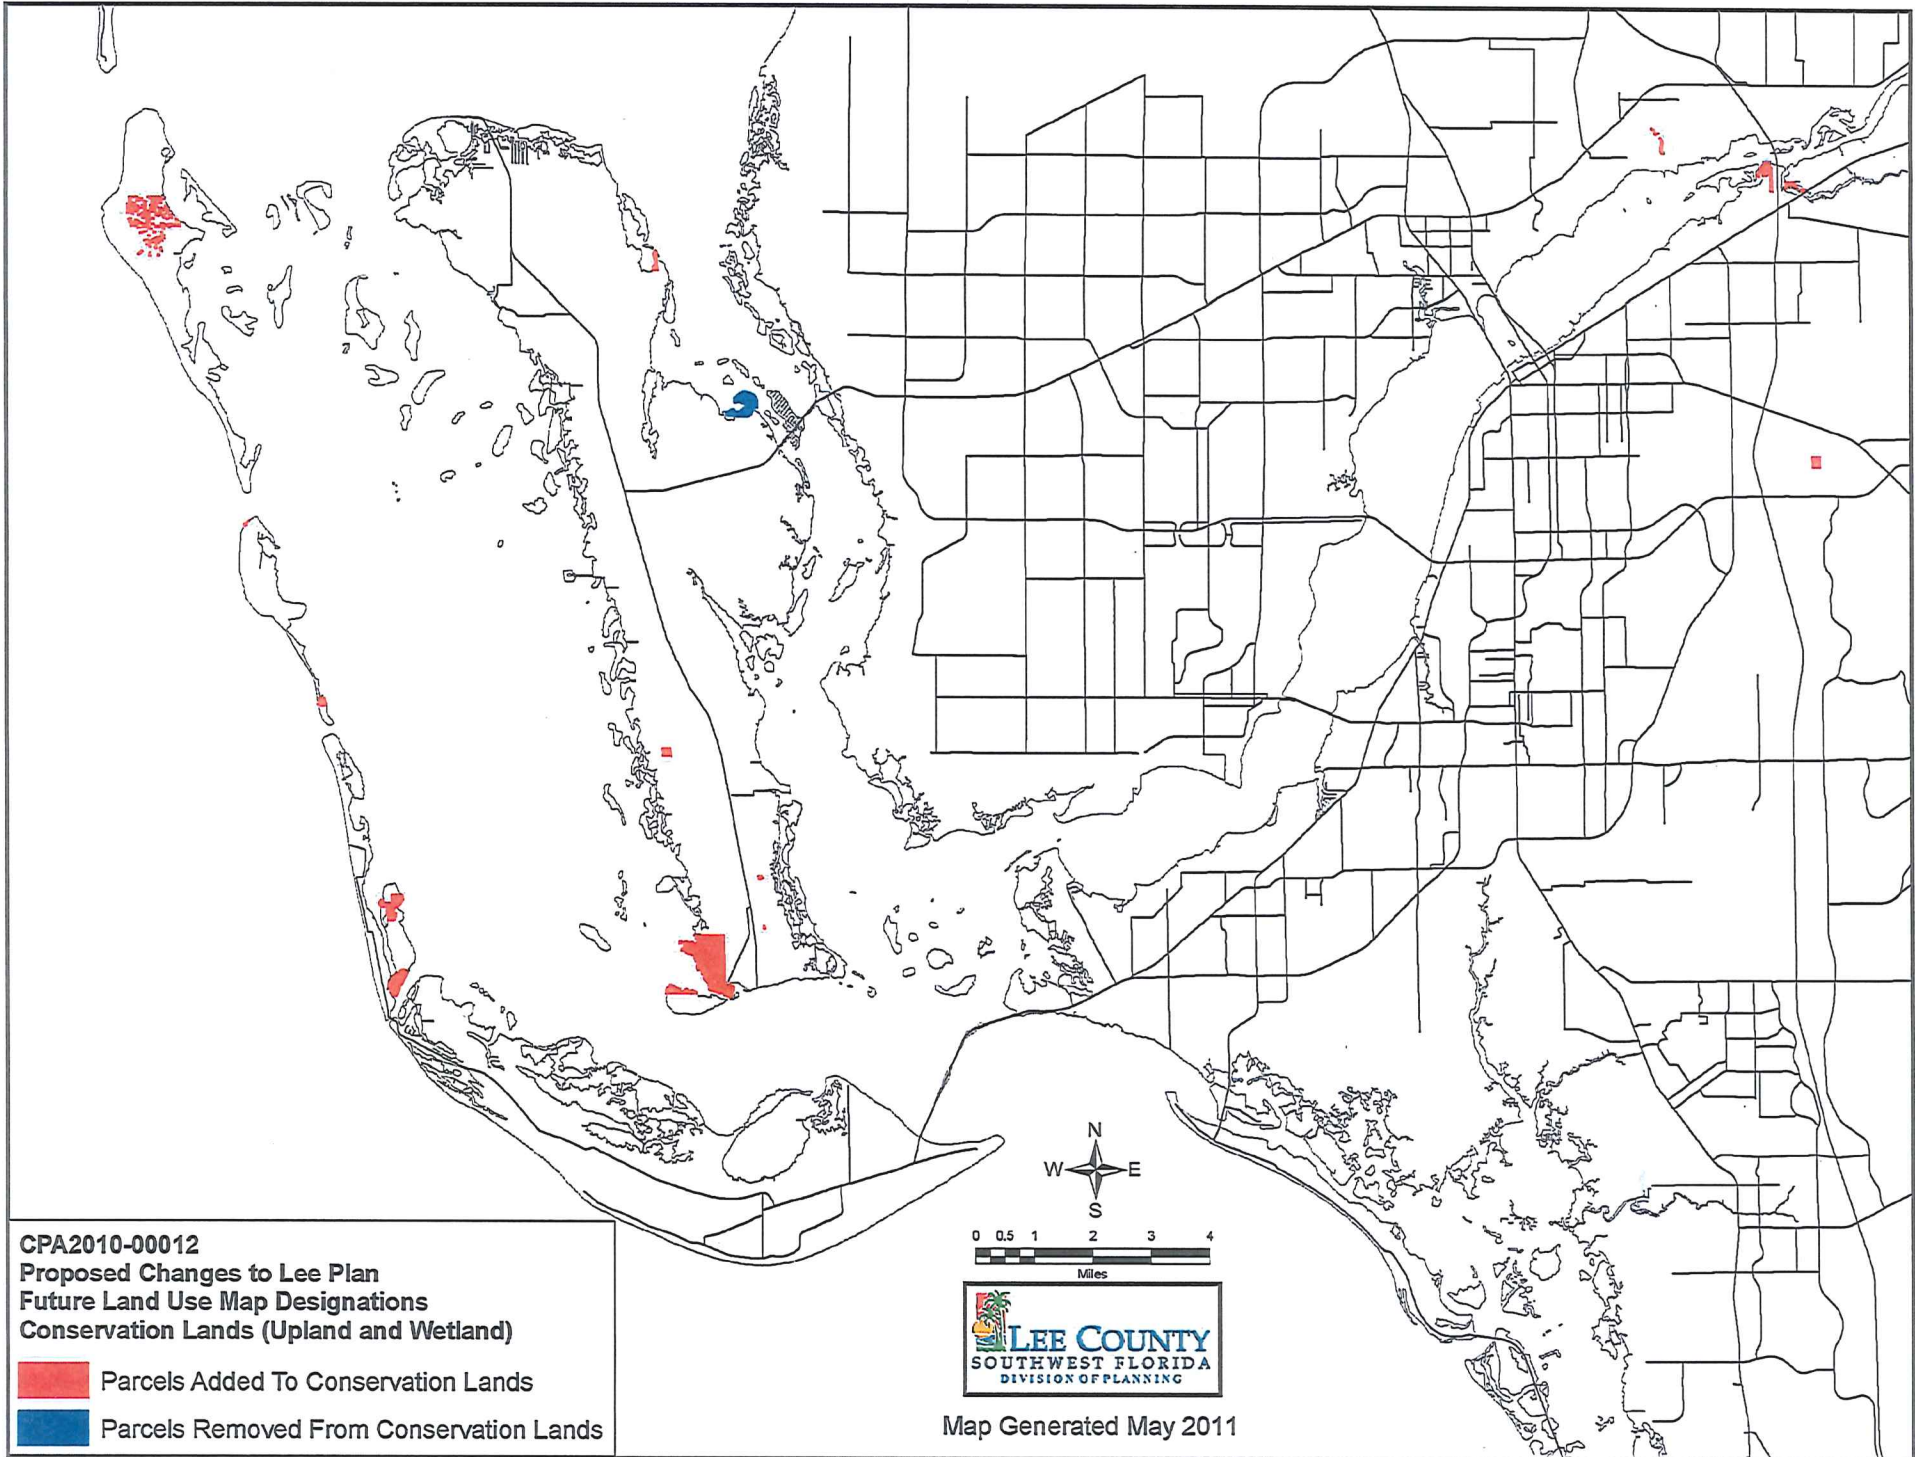 N
W E
S
0 0.5 1 2 3 4
Miles
LEE COUNTY
SOUTHWEST FLORIDA
DIVISION OF PLANNING
Map Generated May 2011
CPA2010-00012
Proposed Changes to Lee Plan
Future Land Use Map Designations
Conservation Lands (Upland and Wetland)
Parcels Added To Conservation Lands
Parcels Removed From Conservation Lands